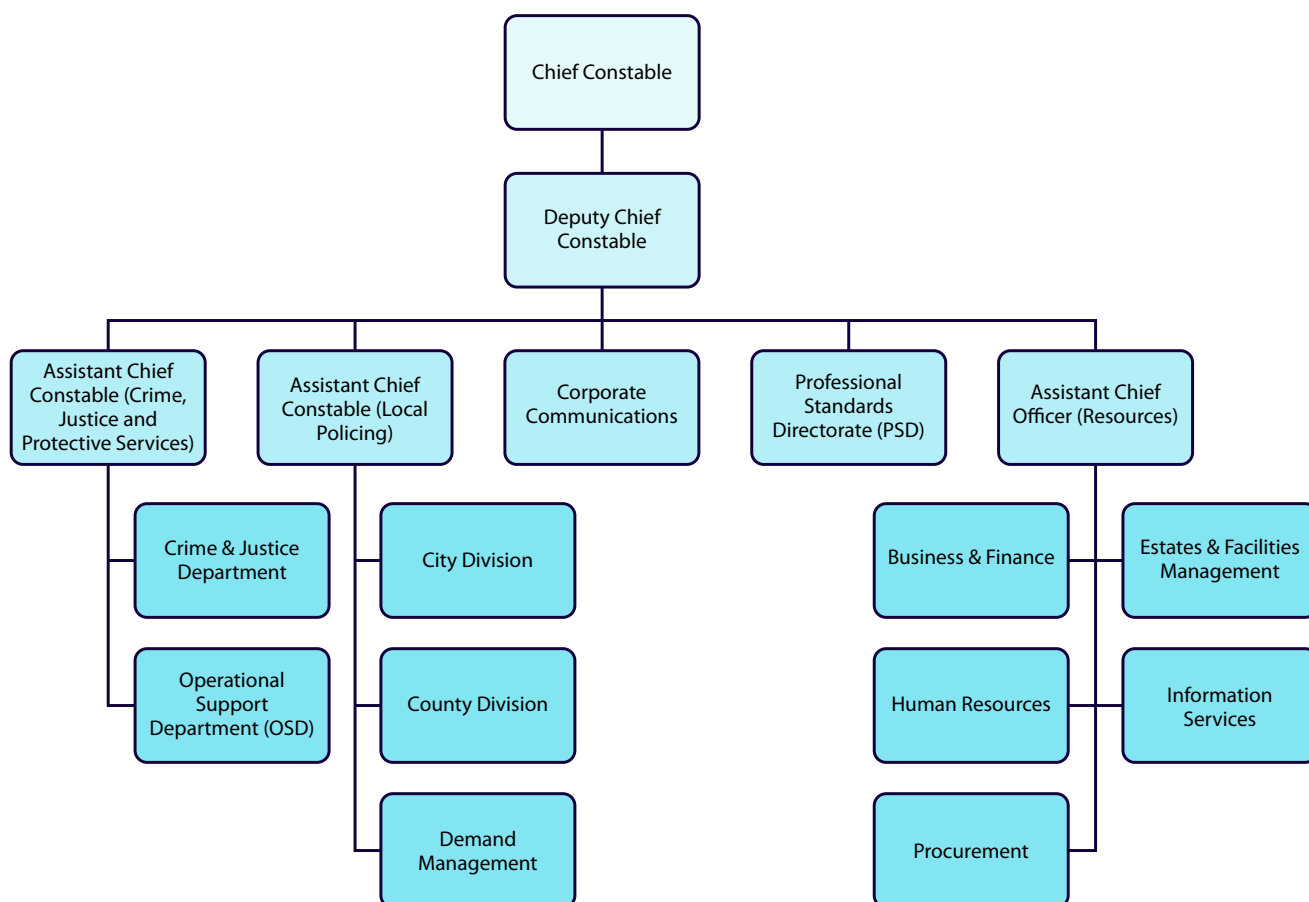 Chief Constable
Deputy Chief
Constable
Assistant Chief
Constable (Crime,
Justice and
Protective Services)
Assistant Chief
Constable (Local
Policing)
Corporate
Communications
Professional
Standards
Directorate (PSD)
Assistant Chief
Officer (Resources)
Crime & Justice
Department
City Division
Business & Finance
Estates & Facilities
Management
Operational
Support
Department (OSD)
County Division
Human Resources
Information
Services
Demand
Management
Procurement